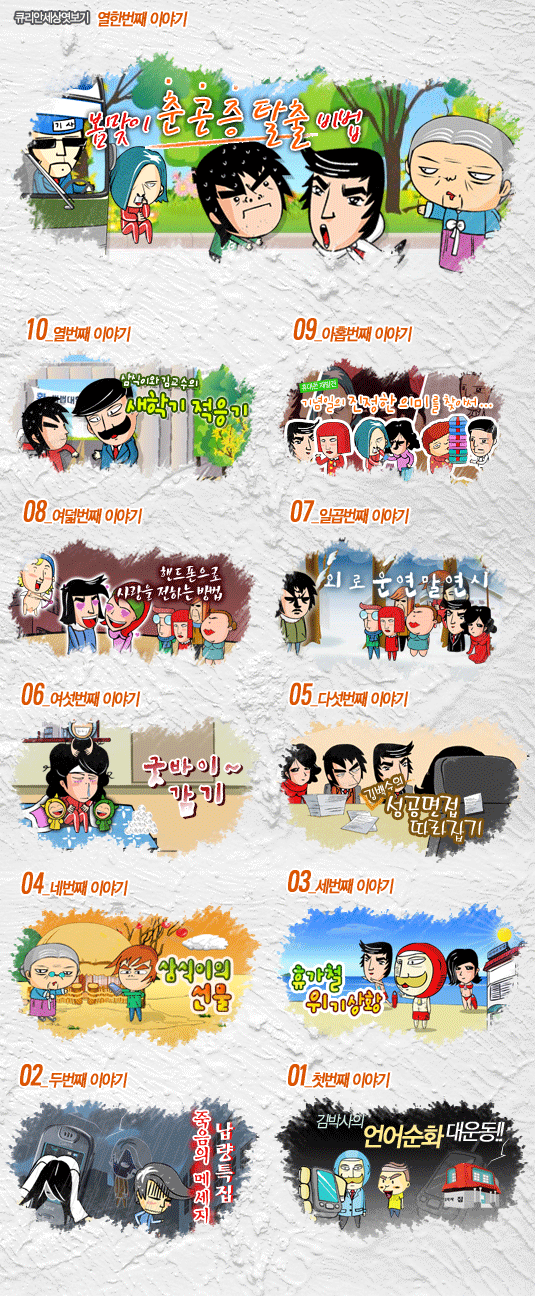 큐리안세상엿보기 열한번째 이야기
기사
봄맞이 춘곤증 탈출 비법
10_열번째 이야기
09_아홉번째 이야기
삼식이와 김교수의
새학기 적응기
기념일의 진정한 의미를 찾아서...
08_여덟번째 이야기
07_일곱번째 이야기
핸드폰으로
사랑을 전하는 방법
외로운 연말연시
06_여섯번째 이야기
05_다섯번째 이야기
굿바이~
감기
김백수의
성공면접
따라잡기
04_네번째 이야기
03_세번째 이야기
삼식이의
선물
휴가철
위기상황
02_두번째 이야기
01_첫번째 이야기
납량특집
죽음의 메세지
김박사의
언어순화 대운동!!